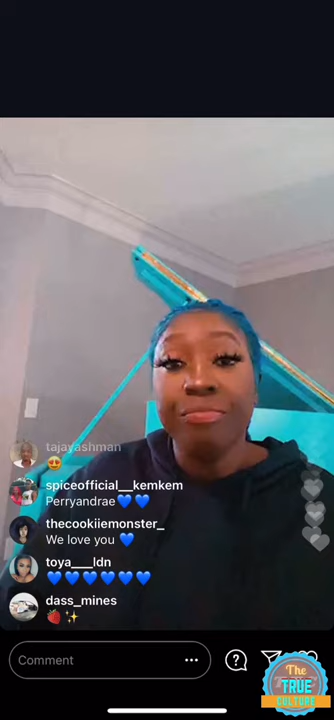 tajayashman
😍
spiceofficial__kemkem
Perryandrae💙💙
thecookiiemonster_
We love you 💙
toya___ldn
💙💙💙💙💙💙
dass_mines
🍓✨
Comment
The
TRUE
CULTURE